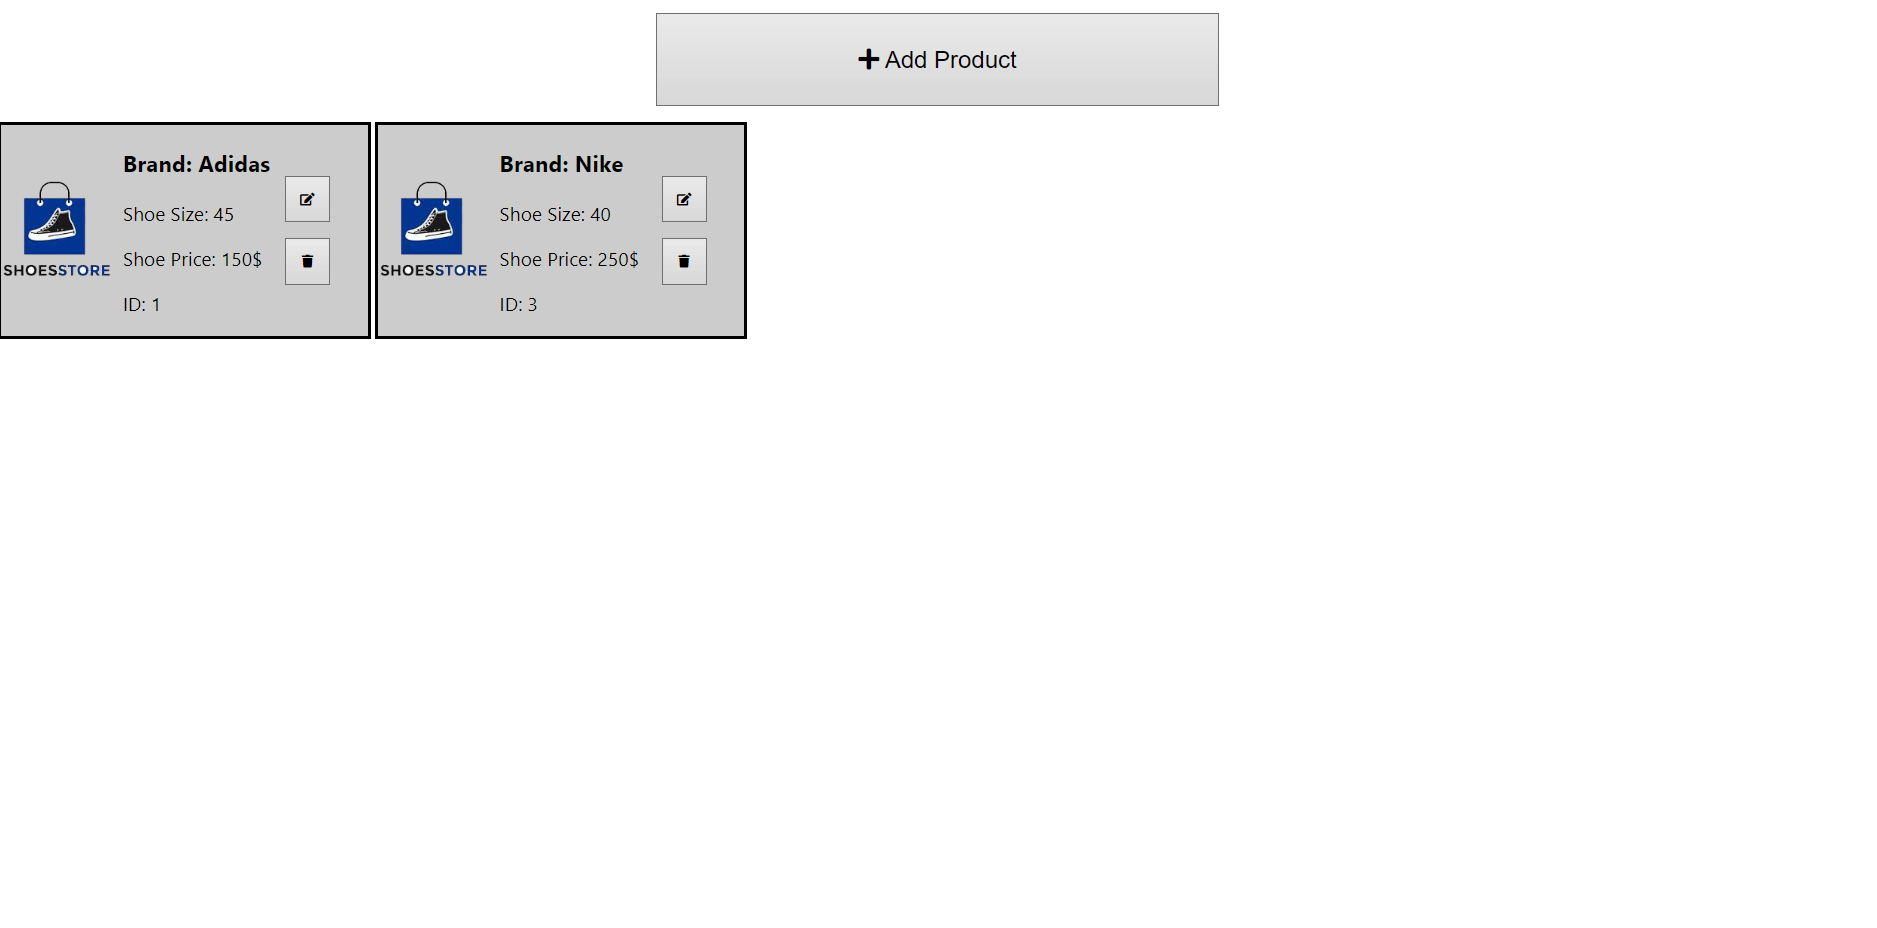 Add Product
Brand: Adidas
Shoe Size: 45
Shoe Price: 150$
ID: 1
SHOESSTORE
Brand: Nike
Shoe Size: 40
Shoe Price: 250$
ID: 3
SHOESSTORE